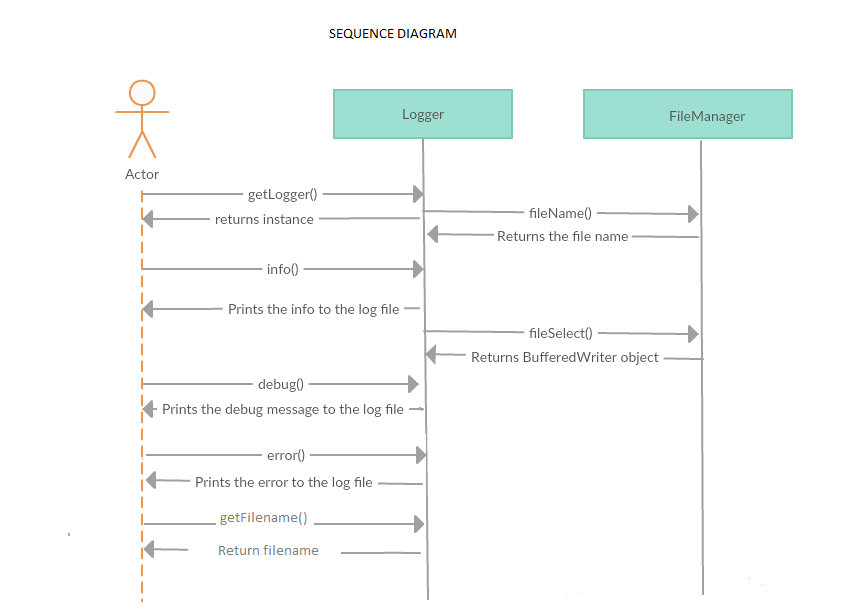 SEQUENCE DIAGRAM
Logger
FileManager
Actor
getLogger()
fileName()
returns instance
Returns the file name
info()
Prints the info to the log file
fileSelect()
Returns BufferedWriter object
debug()
Prints the debug message to the log file
error()
Prints the error to the log file
getFilename()
Return filename